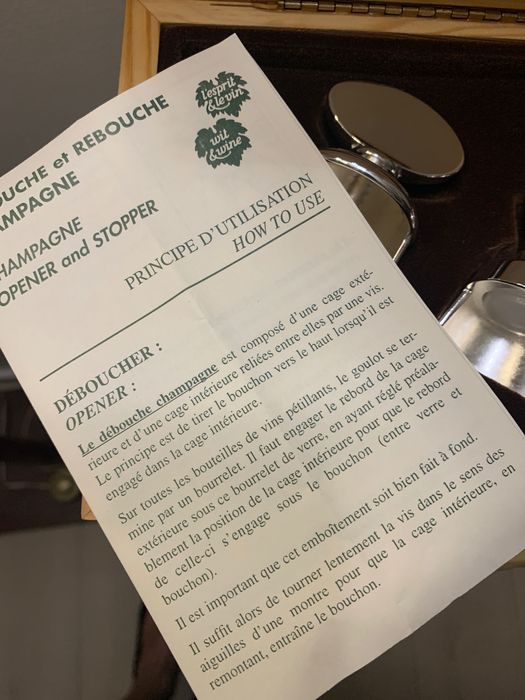 OUCHE et REBOUCHE
AMPAGNE
HAMPAGNE
OPENER and STOPPER
l'esprit
& le vin
wit
& wine
PRINCIPE D'UTILISATION
HOW TO USE
DÉBOUCHER :
OPENER :
Le débouche champagne est composé d'une cage exté-
rieure et d'une cage intérieure reliées entre elles par une vis.
Le principe est de tirer le bouchon vers le haut lorsqu'il est
engagé dans la cage intérieure.
Sur toutes les bouteilles de vins pétillants, le goulot se ter-
mine par un bourrelet. Il faut engager le rebord de la cage
extérieure sous ce bourrelet de verre, en ayant réglé préala-
blement la position de la cage intérieure pour que le rebord
de celle-ci s'engage sous le bouchon (entre verre et
bouchon).
Il est important que cet emboîtement soit bien fait à fond.
Il suffit alors de tourner lentement la vis dans le sens des
aiguilles d'une montre pour que la cage intérieure, en
remontant, entraîne le bouchon.